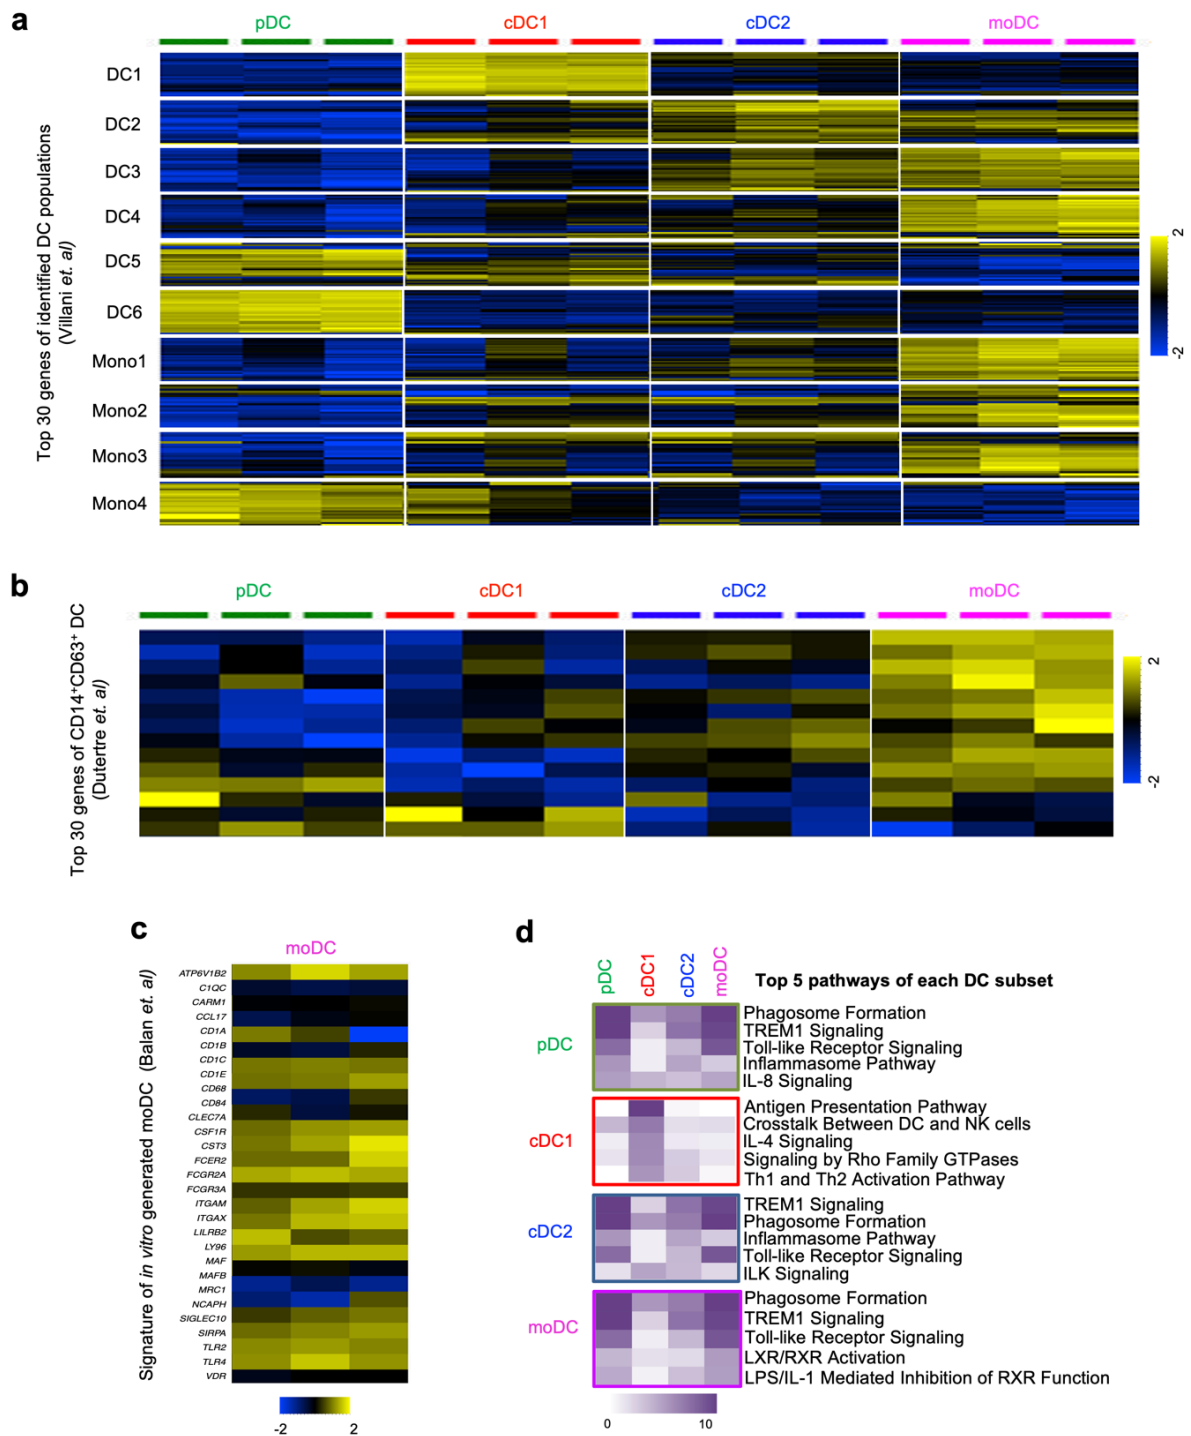 a
pDC cDC1 cDC2 moDC
Top 30 genes of identified DC populations
(Villani et. al)
DC1
DC2
DC3
DC4
DC5
DC6
Mono1
Mono2
Mono3
Mono4
2
-2
b
pDC cDC1 cDC2 moDC
Top 30 genes of CD14⁺CD63⁺ DC
(Dutertre et. al)
2
-2
c
moDC
Signature of in vitro generated moDC (Balan et. al)
ATP6V1B2
C1QC
CARM1
CCL17
CD1A
CD1B
CD1C
CD1E
CD68
CD84
CLEC7A
CSF1R
CST3
FCER2
FCGR2A
FCGR3A
ITGAM
ITGAX
LILRB2
LY96
MAF
MAFB
MRC1
NCAPH
SIGLEC10
SIRPA
TLR2
TLR4
VDR
-2 2
d
pDC cDC1 cDC2 moDC
Top 5 pathways of each DC subset
pDC
Phagosome Formation
TREM1 Signaling
Toll-like Receptor Signaling
Inflammasome Pathway
IL-8 Signaling
cDC1
Antigen Presentation Pathway
Crosstalk Between DC and NK cells
IL-4 Signaling
Signaling by Rho Family GTPases
Th1 and Th2 Activation Pathway
cDC2
TREM1 Signaling
Phagosome Formation
Inflammasome Pathway
Toll-like Receptor Signaling
ILK Signaling
moDC
Phagosome Formation
TREM1 Signaling
Toll-like Receptor Signaling
LXR/RXR Activation
LPS/IL-1 Mediated Inhibition of RXR Function
0 10